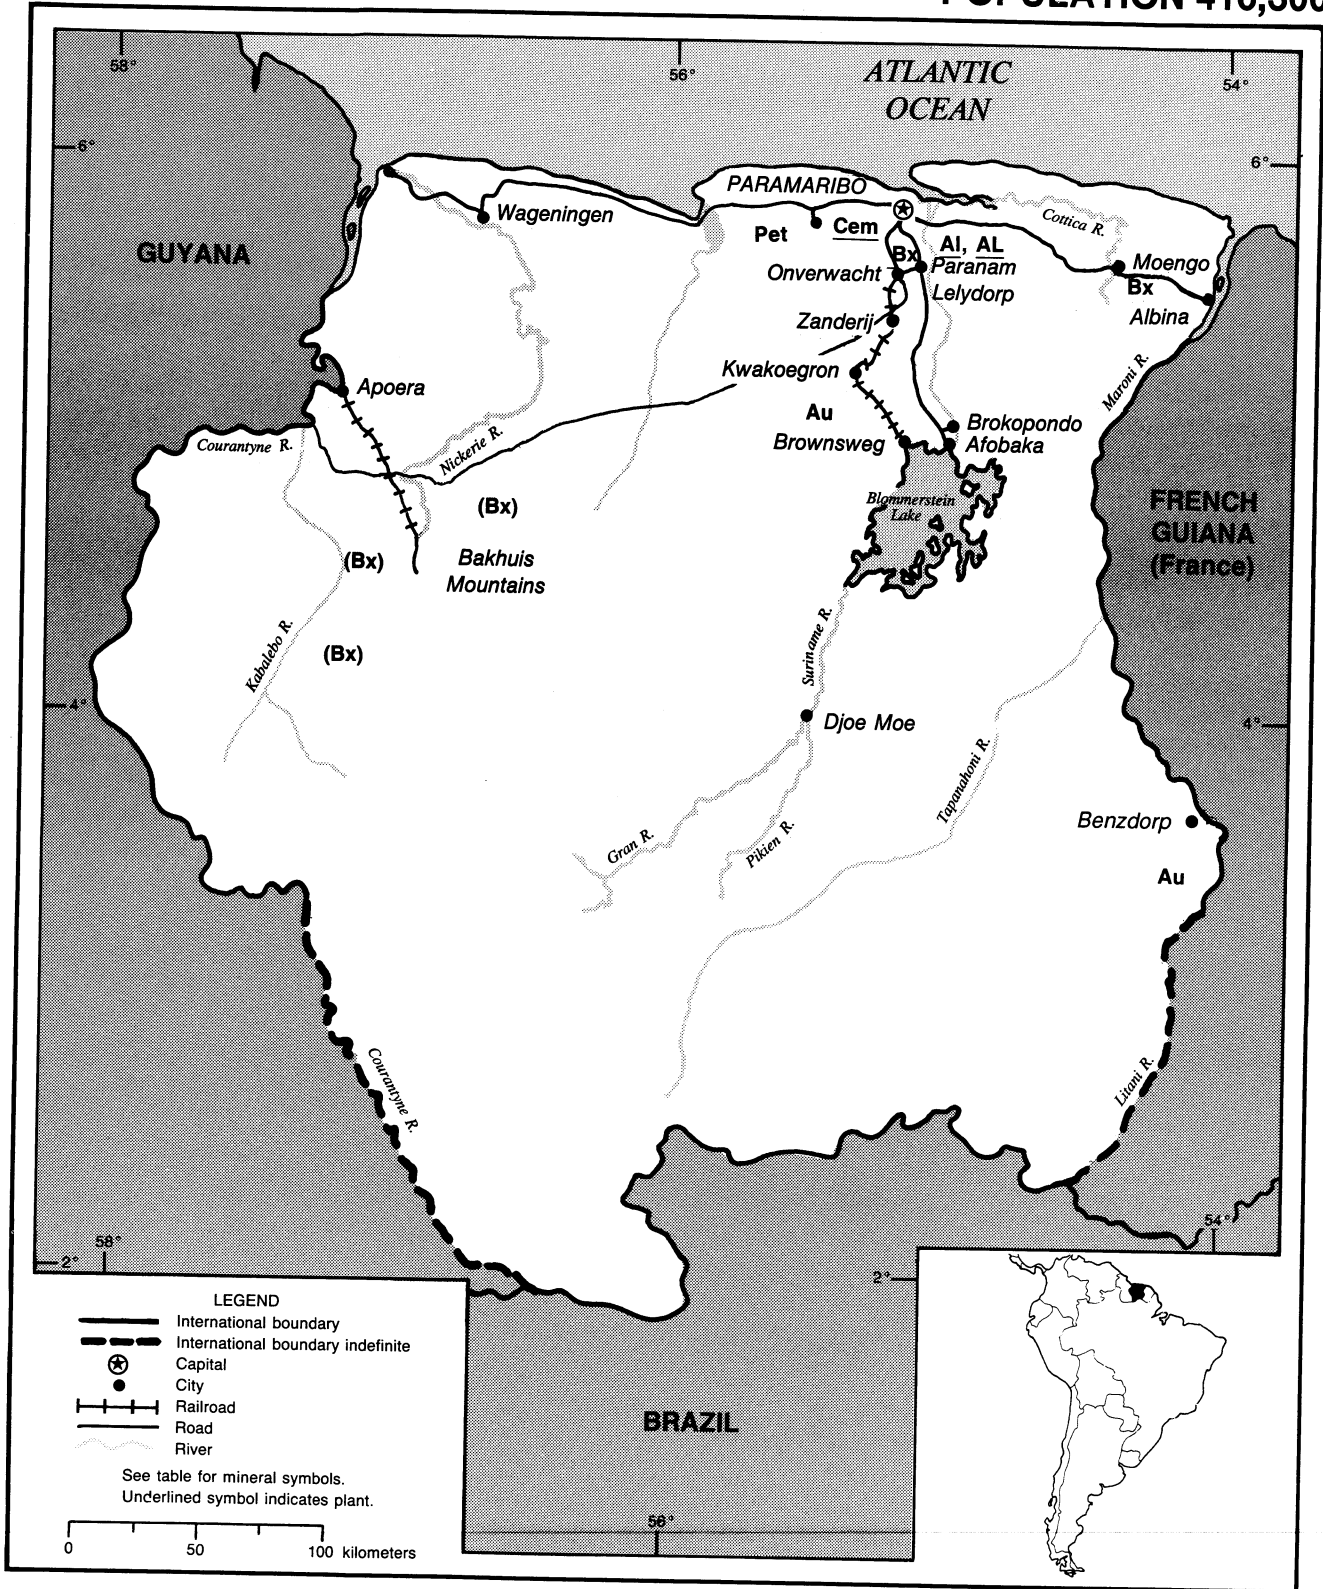 POPULATION 416,300
58°
56°
54°
ATLANTIC
OCEAN
6°
6°
PARAMARIBO
Wageningen
Cottica R.
GUYANA
Pet
Cem
Al, AL
Bx
Moengo
Onverwacht
Paranam
Bx
Lelydorp
Albina
Zanderij
Kwakoegron
Maroni R.
Apoera
Au
Brokopondo
Courantyne R.
Nickerie R.
Brownsweg
Afobaka
(Bx)
Blommerstein
Lake
FRENCH
GUIANA
(France)
(Bx)
Bakhuis
Mountains
Kabalebo R.
(Bx)
Suriname R.
4°
4°
Djoe Moe
Tapanahoni R.
Gran R.
Pikien R.
Benzdorp
Au
Courantyne R.
Litani R.
58°
54°
2°
2°
LEGEND
International boundary
International boundary indefinite
Capital
City
Railroad
Road
River
See table for mineral symbols.
Underlined symbol indicates plant.
0 50 100 kilometers
BRAZIL
56°